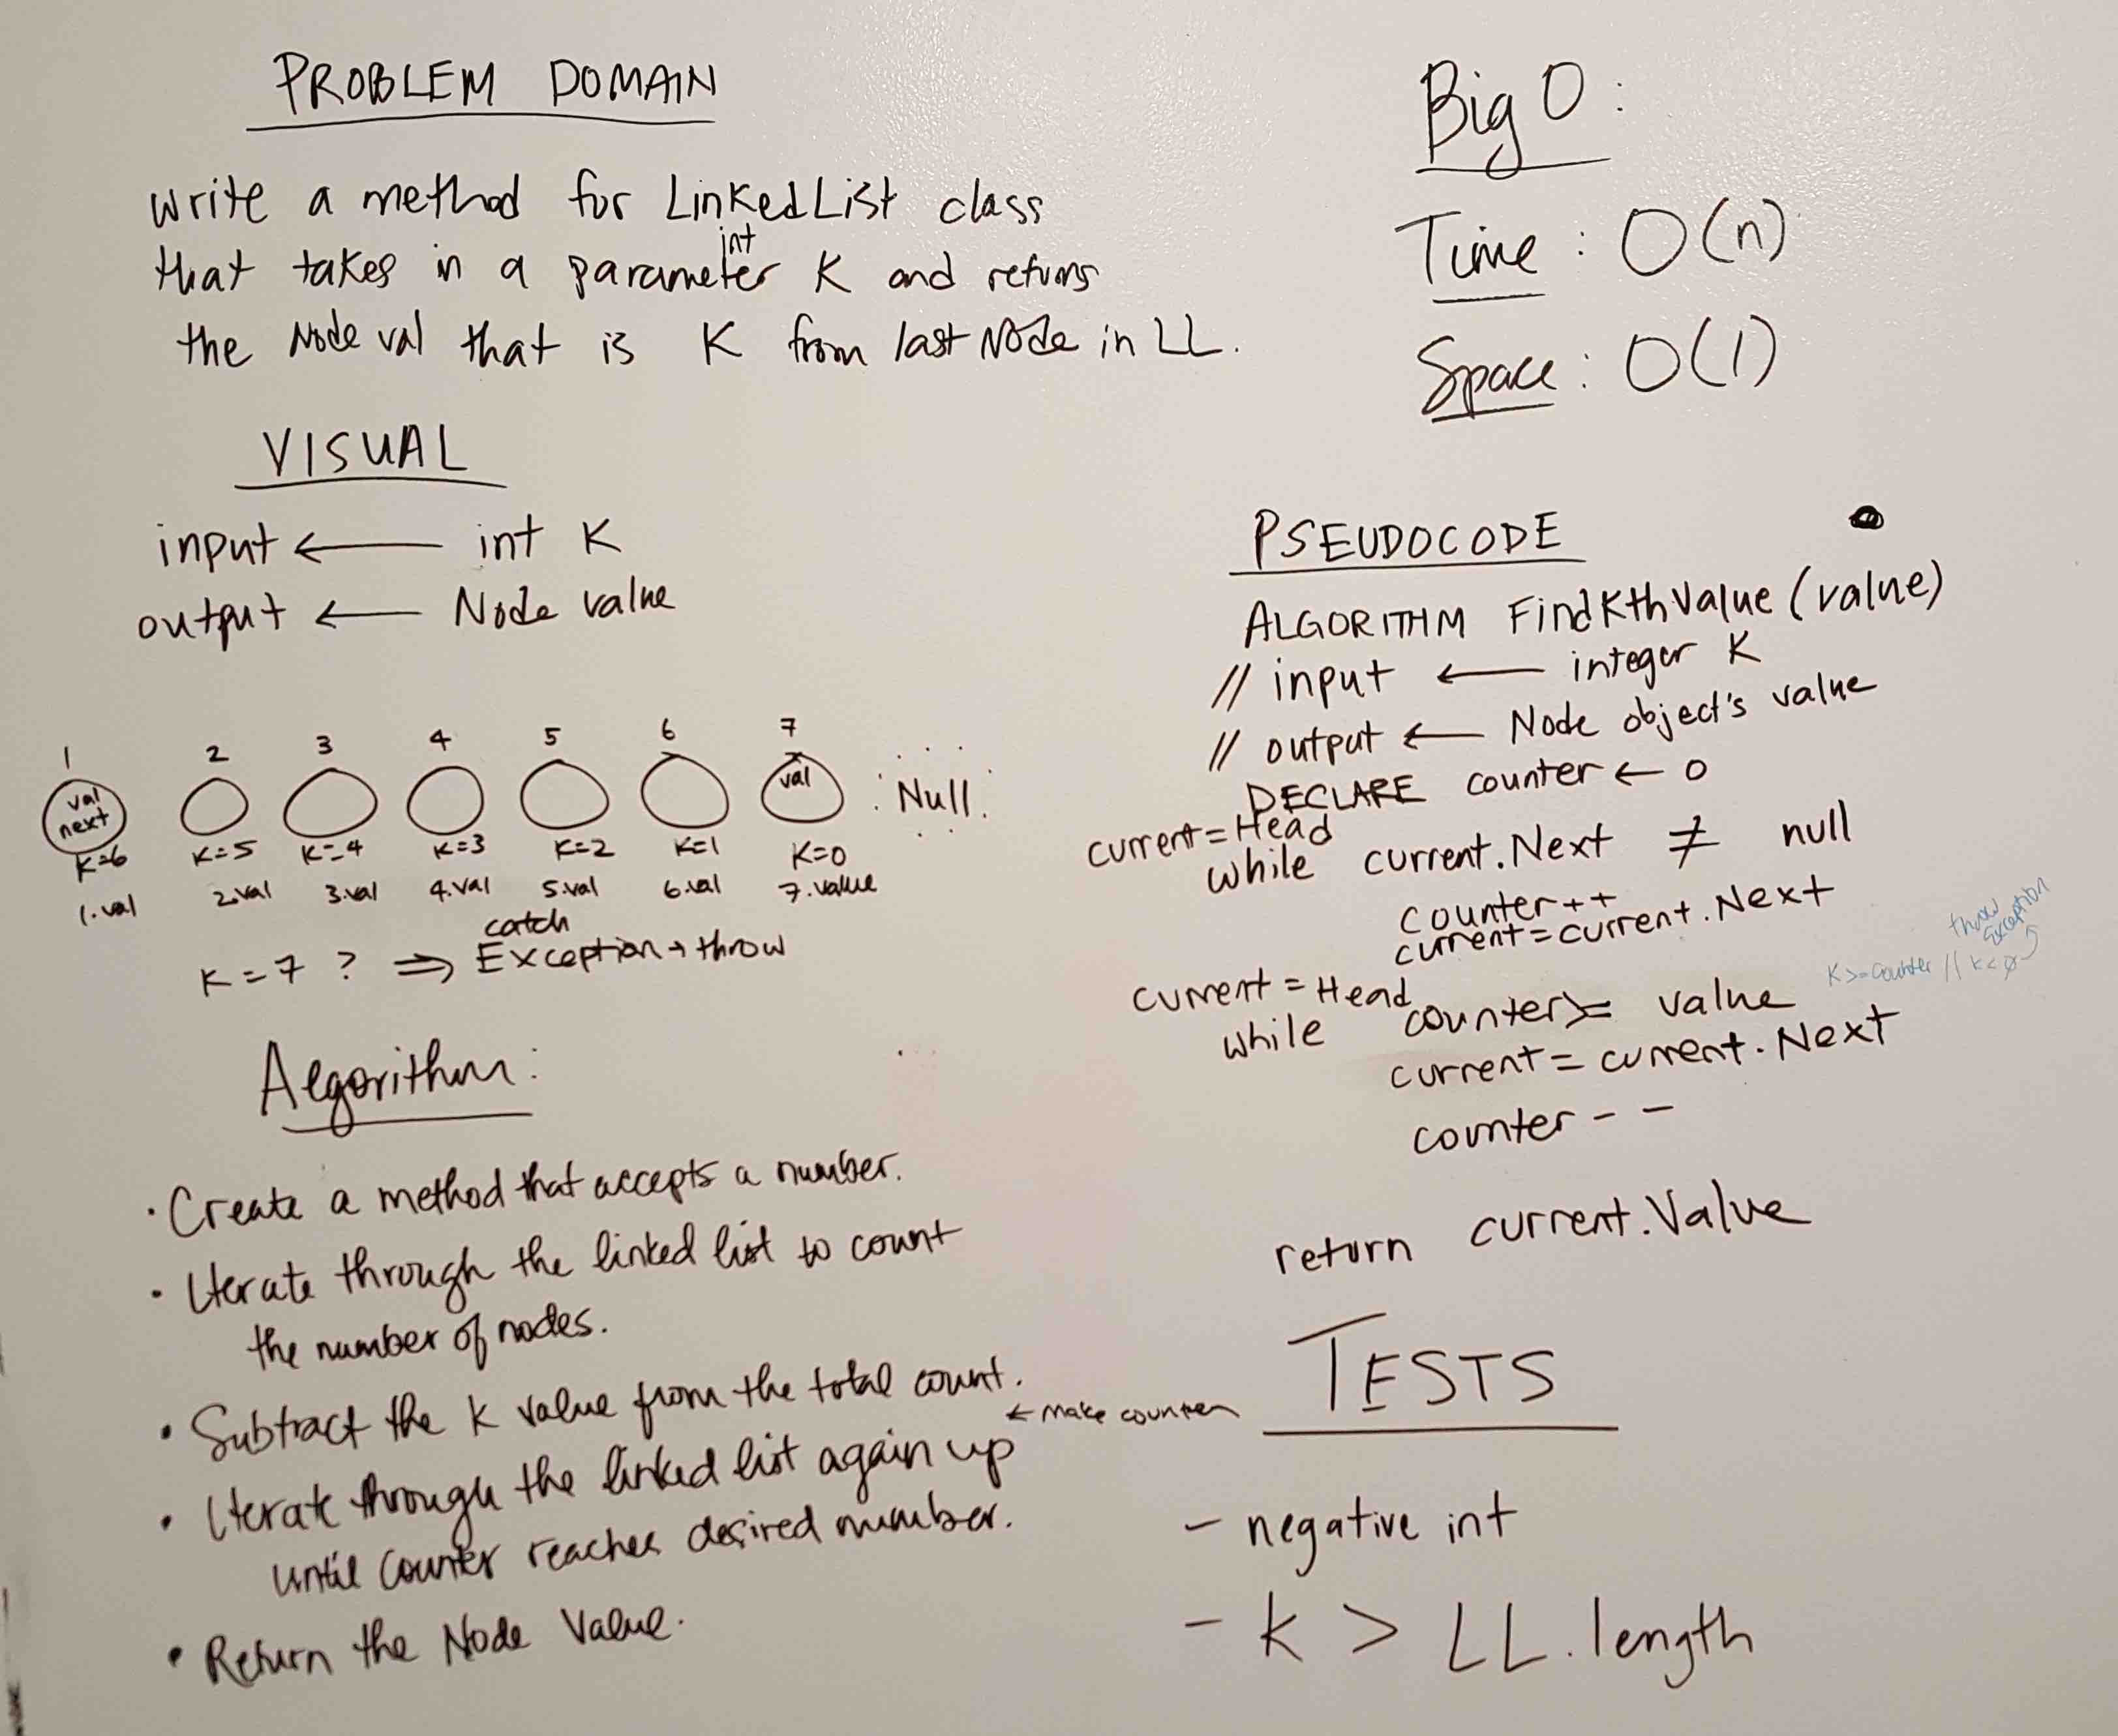 PROBLEM DOMAIN
Write a method for LinkedList class
int
that takes in a parameter K and returns
the Node val that is K from last Node in LL.
VISUAL
input ← int K
output ← Node value
1 2 3 4 5 6 7
val next val Null
K=6 K=5 K=4 K=3 K=2 K=1 K=0
1.val 2.val 3.val 4.val 5.val 6.val 7.value
catch
K=7 ? ⇒ Exception → throw
Algorithm:
• Create a method that accepts a number.
• Iterate through the linked list to count
the number of nodes.
• Subtract the K value from the total count.
← make counter
• Iterate through the linked list again up
until counter reaches desired number.
• Return the Node Value.
Big O:
Time: O(n)
Space: O(1)
PSEUDOCODE
ALGORITHM FindKthValue (value)
// input ← integer K
// output ← Node object's value
DECLARE counter ← 0
current = Head
while current.Next ≠ null
counter++
current = current.Next
throw
exception
K >= counter || K < 0
current = Head
while counter >= value
current = current.Next
counter--
return current.Value
TESTS
- negative int
- k > LL.length